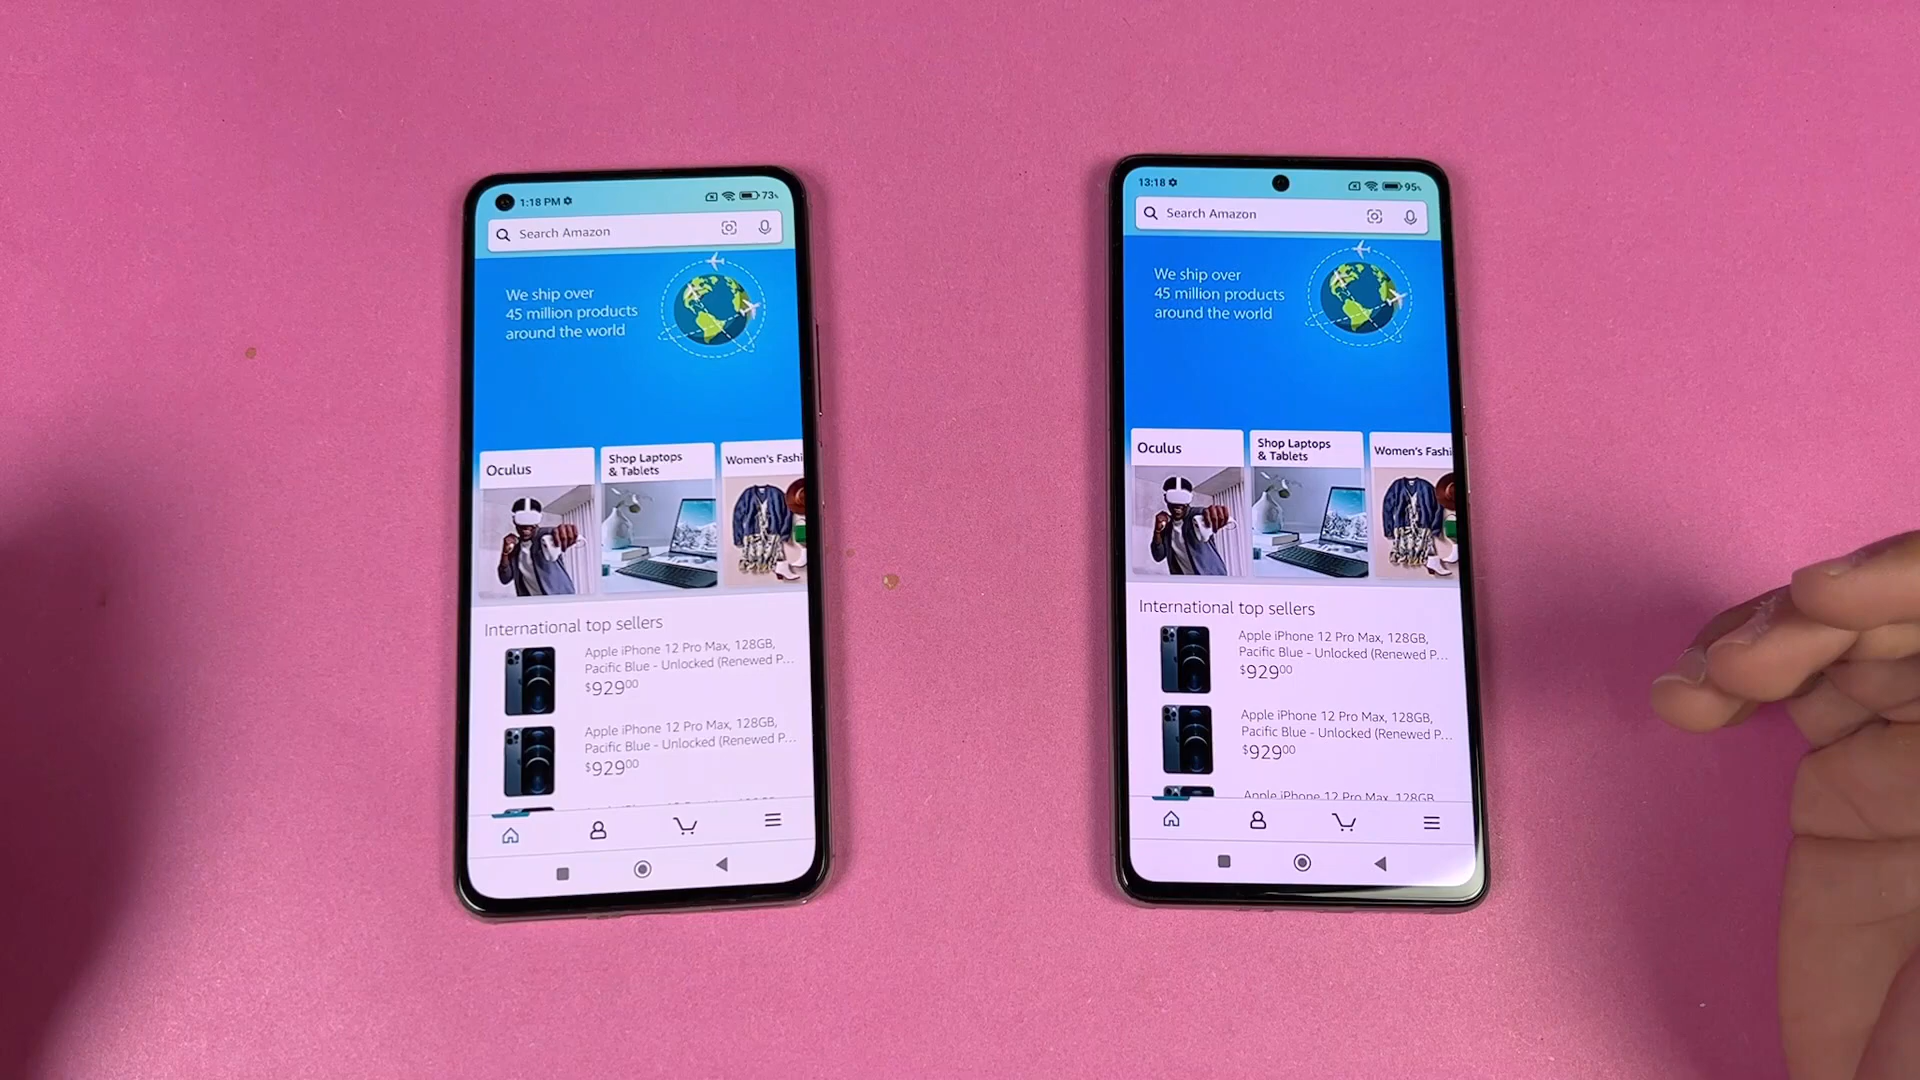 1:18 PM
73%
Search Amazon
We ship over
45 million products
around the world
Oculus
Shop Laptops
& Tablets
Women's Fashi
International top sellers
Apple iPhone 12 Pro Max, 128GB,
Pacific Blue - Unlocked (Renewed P...
$92900
Apple iPhone 12 Pro Max, 128GB,
Pacific Blue - Unlocked (Renewed P...
$92900
13:18
95%
Search Amazon
We ship over
45 million products
around the world
Oculus
Shop Laptops
& Tablets
Women's Fashi
International top sellers
Apple iPhone 12 Pro Max, 128GB,
Pacific Blue - Unlocked (Renewed P...
$92900
Apple iPhone 12 Pro Max, 128GB,
Pacific Blue - Unlocked (Renewed P...
$92900
Apple iPhone 12 Pro Max, 128GB,